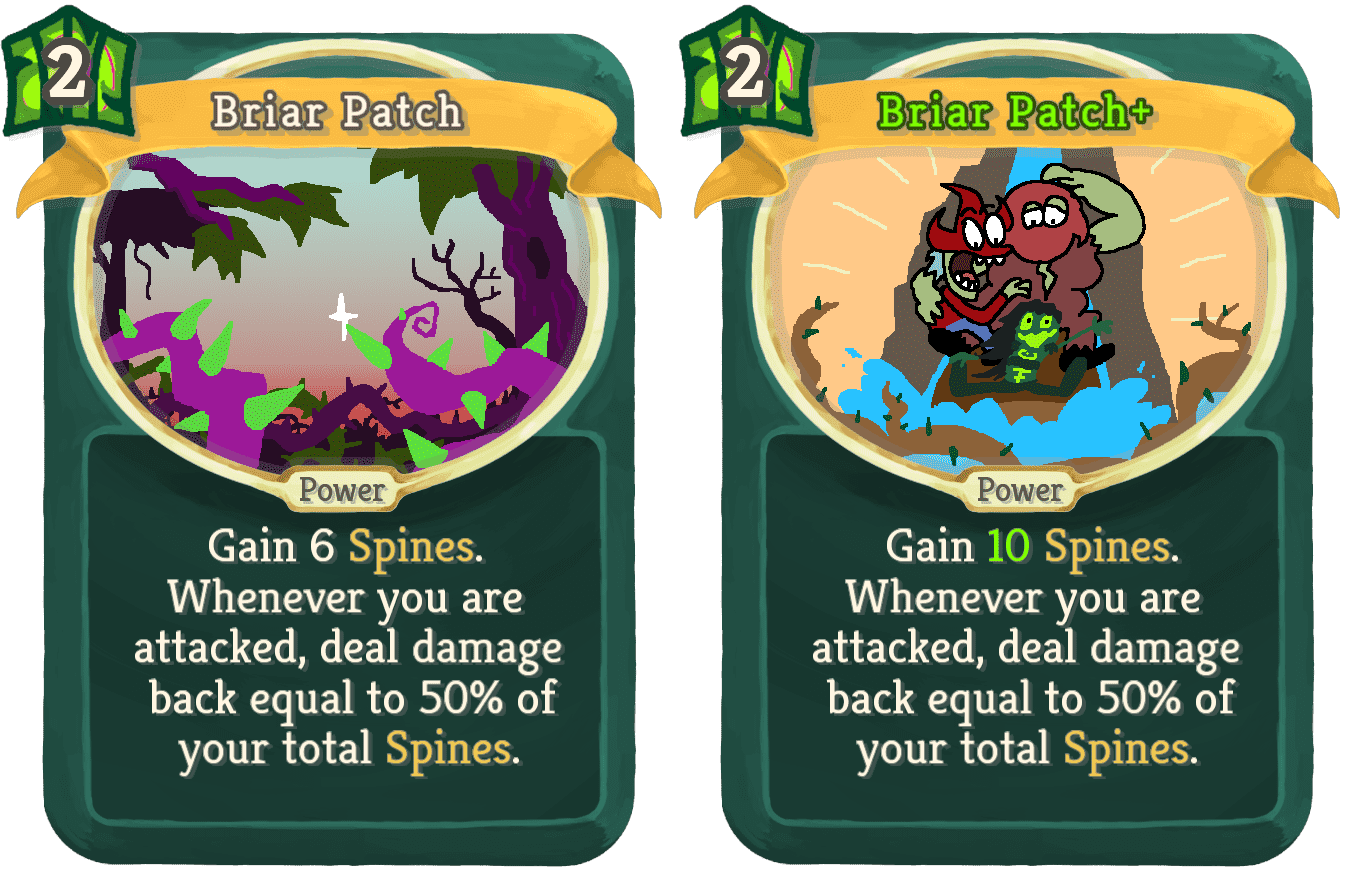 2
Briar Patch
Power
Gain 6 Spines.
Whenever you are
attacked, deal damage
back equal to 50% of
your total Spines.
2
Briar Patch+
Power
Gain 10 Spines.
Whenever you are
attacked, deal damage
back equal to 50% of
your total Spines.